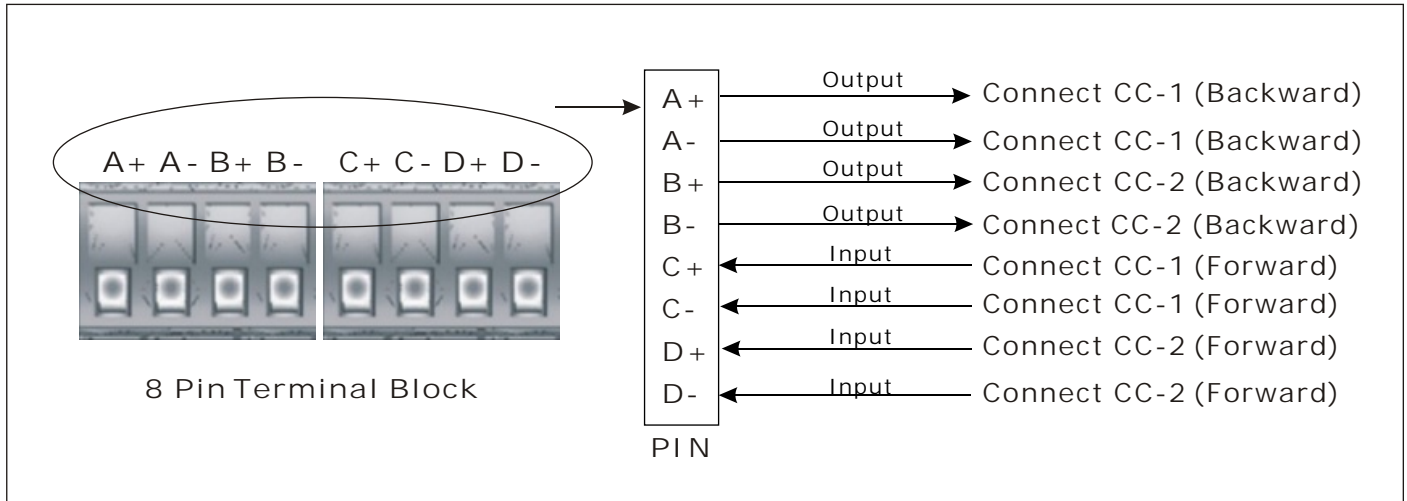 A+ A- B+ B- C+ C- D+ D-
8 Pin Terminal Block
A+ Output Connect CC-1 (Backward)
A- Output Connect CC-1 (Backward)
B+ Output Connect CC-2 (Backward)
B- Output Connect CC-2 (Backward)
C+ Input Connect CC-1 (Forward)
C- Input Connect CC-1 (Forward)
D+ Input Connect CC-2 (Forward)
D- Input Connect CC-2 (Forward)
PIN